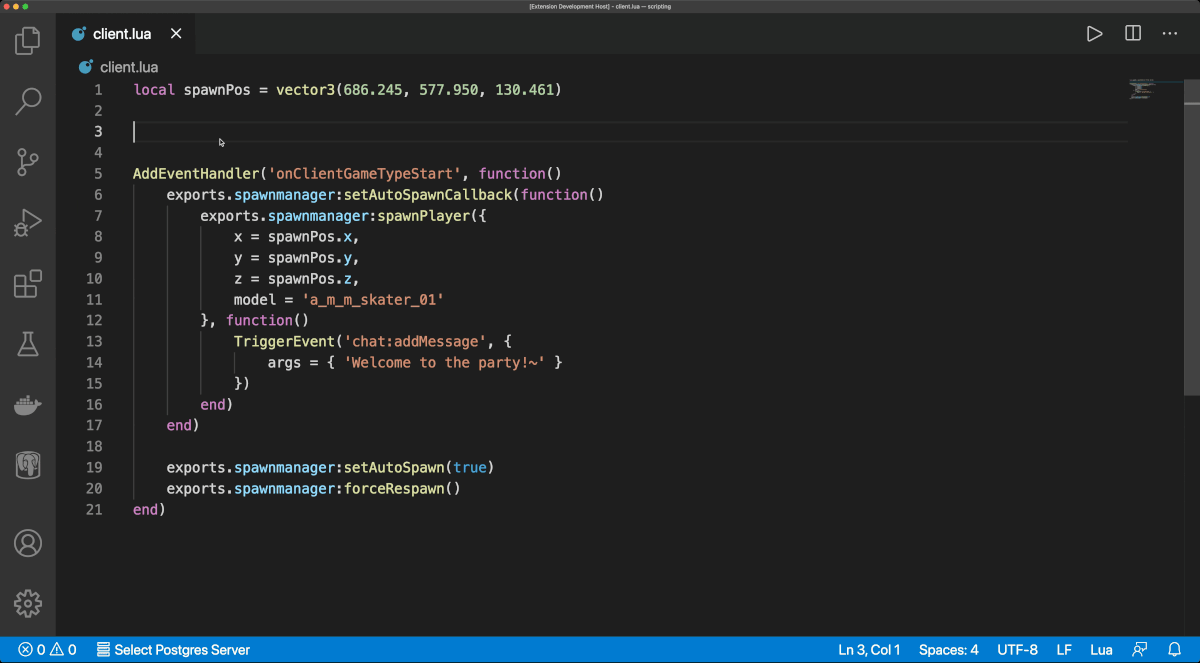 [Extension Development Host] - client.lua — scripting
client.lua
client.lua
1 local spawnPos = vector3(686.245, 577.950, 130.461)
2
3
4
5 AddEventHandler('onClientGameTypeStart', function()
6 exports.spawnmanager:setAutoSpawnCallback(function()
7 exports.spawnmanager:spawnPlayer({
8 x = spawnPos.x,
9 y = spawnPos.y,
10 z = spawnPos.z,
11 model = 'a_m_m_skater_01'
12 }, function()
13 TriggerEvent('chat:addMessage', {
14 args = { 'Welcome to the party!~' }
15 })
16 end)
17 end)
18
19 exports.spawnmanager:setAutoSpawn(true)
20 exports.spawnmanager:forceRespawn()
21 end)
0 0 Select Postgres Server Ln 3, Col 1 Spaces: 4 UTF-8 LF Lua